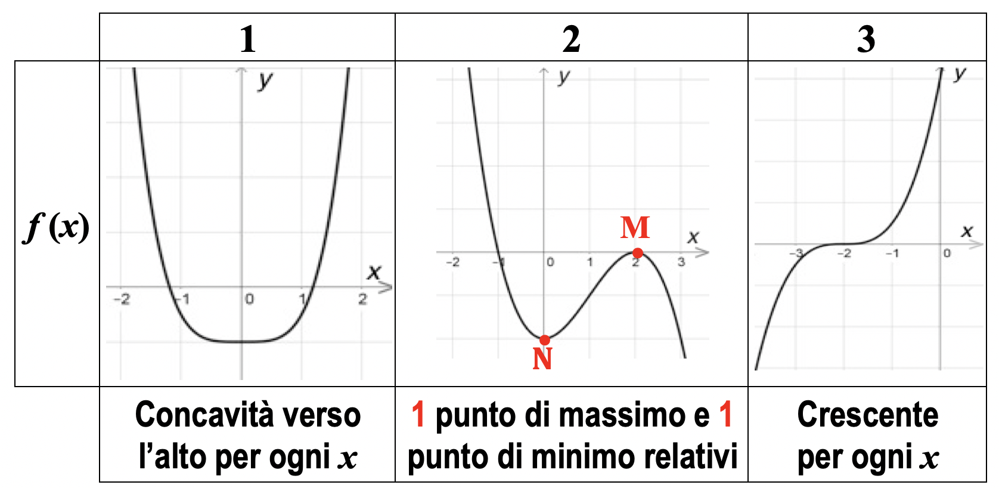 1 2 3
f (x)
y
x
-2 -1 0 1 2
y
M
x
-2 -1 0 1 2 3
N
y
x
-3 -2 -1 0
Concavità verso
l’alto per ogni x
1 punto di massimo e 1
punto di minimo relativi
Crescente
per ogni x